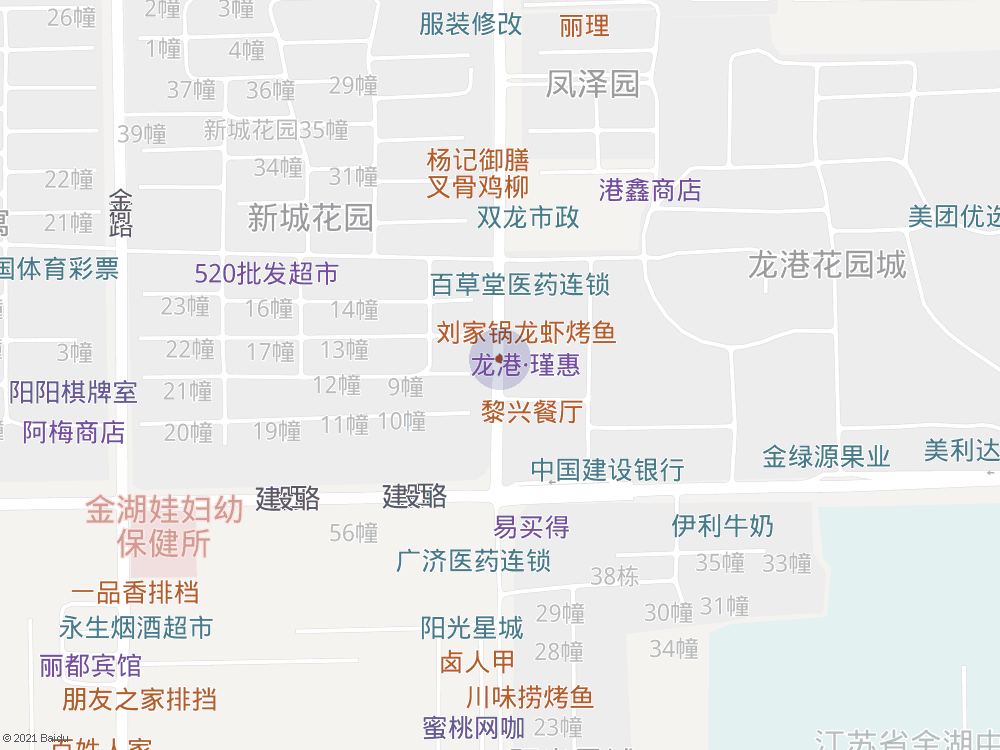 26幢
2幢
3幢
服装修改
丽理
1幢
4幢
37幢
36幢
29幢
凤泽园
39幢
新城花园35幢
杨记御膳
叉骨鸡柳
34幢
31幢
22幢
港鑫商店
金
路
21幢
新城花园
双龙市政
美团优选
龙港花园城
国体育彩票
520批发超市
百草堂医药连锁
23幢
16幢
14幢
刘家锅龙虾烤鱼
3幢
22幢
17幢
13幢
龙港·瑾惠
阳阳棋牌室
21幢
12幢
9幢
黎兴餐厅
阿梅商店
20幢
19幢
11幢
10幢
金绿源果业
美利达
中国建设银行
建设路
建设路
金湖娃妇幼
保健所
56幢
易买得
伊利牛奶
广济医药连锁
38栋
35幢
33幢
一品香排档
永生烟酒超市
阳光星城
29幢
30幢
31幢
丽都宾馆
卤人甲
28幢
34幢
朋友之家排挡
川味捞烤鱼
蜜桃网咖
23幢
© 2021 Baidu
百姓人家
江苏省金湖中